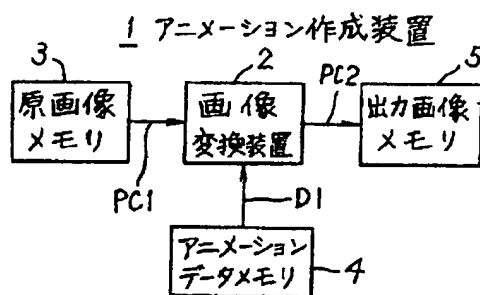 1 アニメーション作成装置
3
原画像
メモリ
PC1
2
画像
変換装置
PC2
5
出力画像
メモリ
D1
アニメーション
データメモリ
4